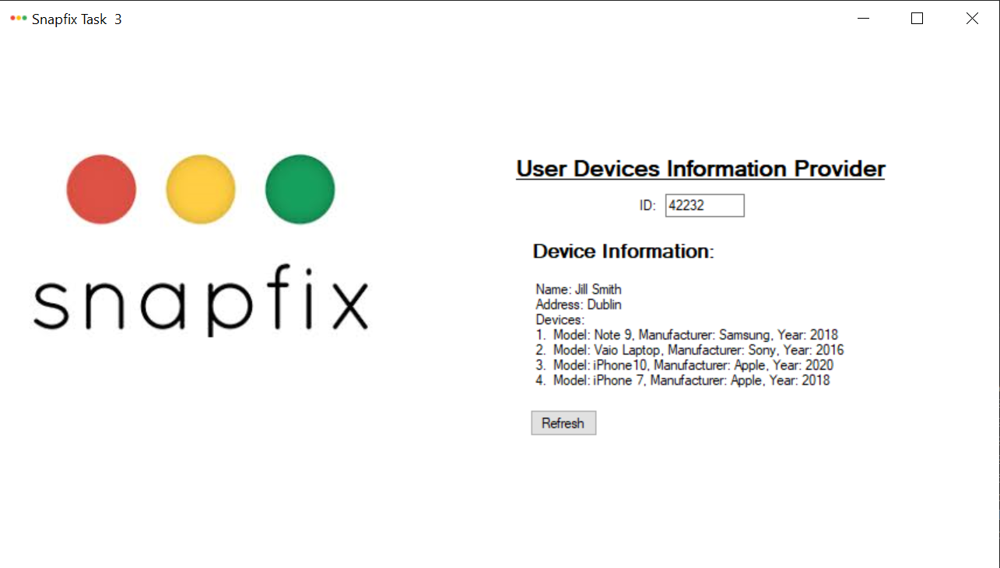 Snapfix Task  3
snapfix
User Devices Information Provider
ID: 42232
Device Information:
Name: Jill Smith
Address: Dublin
Devices:
1.  Model: Note 9, Manufacturer: Samsung, Year: 2018
2.  Model: Vaio Laptop, Manufacturer: Sony, Year: 2016
3.  Model: iPhone10, Manufacturer: Apple, Year: 2020
4.  Model: iPhone 7, Manufacturer: Apple, Year: 2018
Refresh